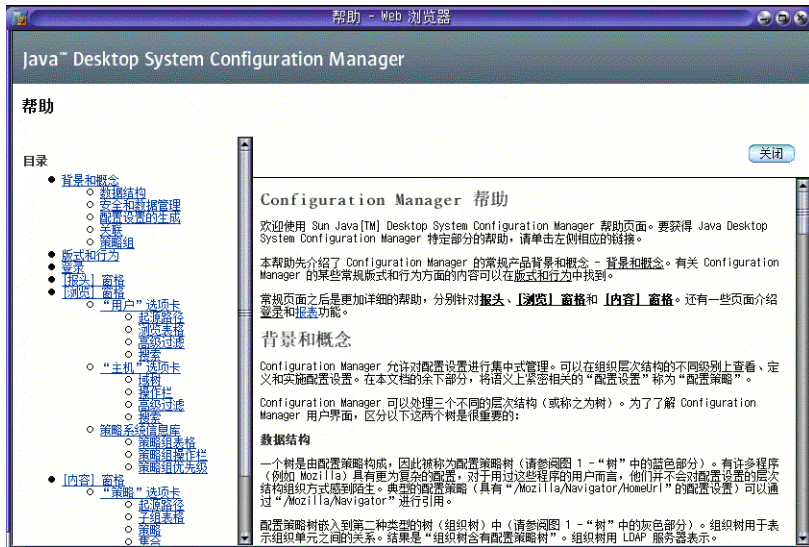 帮助 - Web 浏览器
Java™ Desktop System Configuration Manager
帮助
目录
背景和概念
数据结构
安全和数据管理
配置设置的生成
关联
策略组
版式和行为
登录
[报头] 窗格
[浏览] 窗格
“用户”选项卡
起源路径
浏览表格
高级过滤
搜索
“主机”选项卡
域树
操作栏
高级过滤
搜索
策略系统信息库
策略组表格
策略组操作栏
策略组优先级
[内容] 窗格
“策略”选项卡
起源路径
子组表格
策略
集合
关闭
Configuration Manager 帮助
欢迎使用 Sun Java[TM] Desktop System Configuration Manager 帮助页面。要获得 Java Desktop
System Configuration Manager 特定部分的帮助，请单击左侧相应的链接。
本帮助先介绍了 Configuration Manager 的常规产品背景和概念 - 背景和概念。有关 Configuration
Manager 的某些常规版式和行为方面的内容可以在版式和行为中找到。
常规页面之后是更加详细的帮助，分别针对报头、[浏览] 窗格和 [内容] 窗格。还有一些页面介绍
登录和报表功能。
背景和概念
Configuration Manager 允许对配置设置进行集中式管理。可以在组织层次结构的不同级别上查看、定
义和实施配置设置。在本文档的余下部分，将语义上紧密相关的“配置设置”称为“配置策略”。
Configuration Manager 可以处理三个不同的层次结构（或称之为树）。为了了解 Configuration
Manager 用户界面，区分以下这两个树是很重要的：
数据结构
一个树是由配置策略构成，因此被称为配置策略树（请参阅图 1 -“树”中的蓝色部分）。有许多程序
（例如 Mozilla）具有更为复杂的配置，对于用过这些程序的用户而言，他们并不会对配置设置的层次
结构组织方式感到陌生。典型的配置策略（具有“/Mozilla/Navigator/HomeUrl”的配置设置）可以通
过“/Mozilla/Navigator”进行引用。
配置策略树嵌入到第二种类型的树（组织树）中（请参阅图 1 -“树”中的灰色部分）。组织树用于表
示组织单元之间的关系。结果是“组织树含有配置策略树”。组织树用 LDAP 服务器表示。